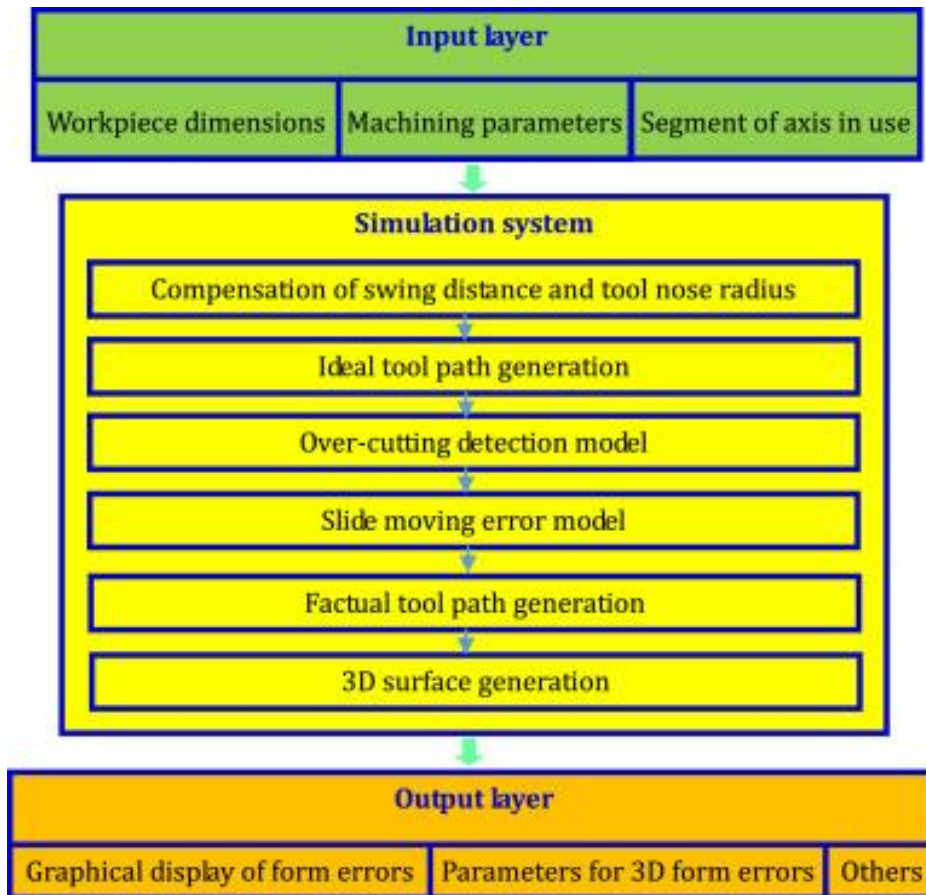 Input layer
Workpiece dimensions
Machining parameters
Segment of axis in use
Simulation system
Compensation of swing distance and tool nose radius
Ideal tool path generation
Over-cutting detection model
Slide moving error model
Factual tool path generation
3D surface generation
Output layer
Graphical display of form errors
Parameters for 3D form errors
Others